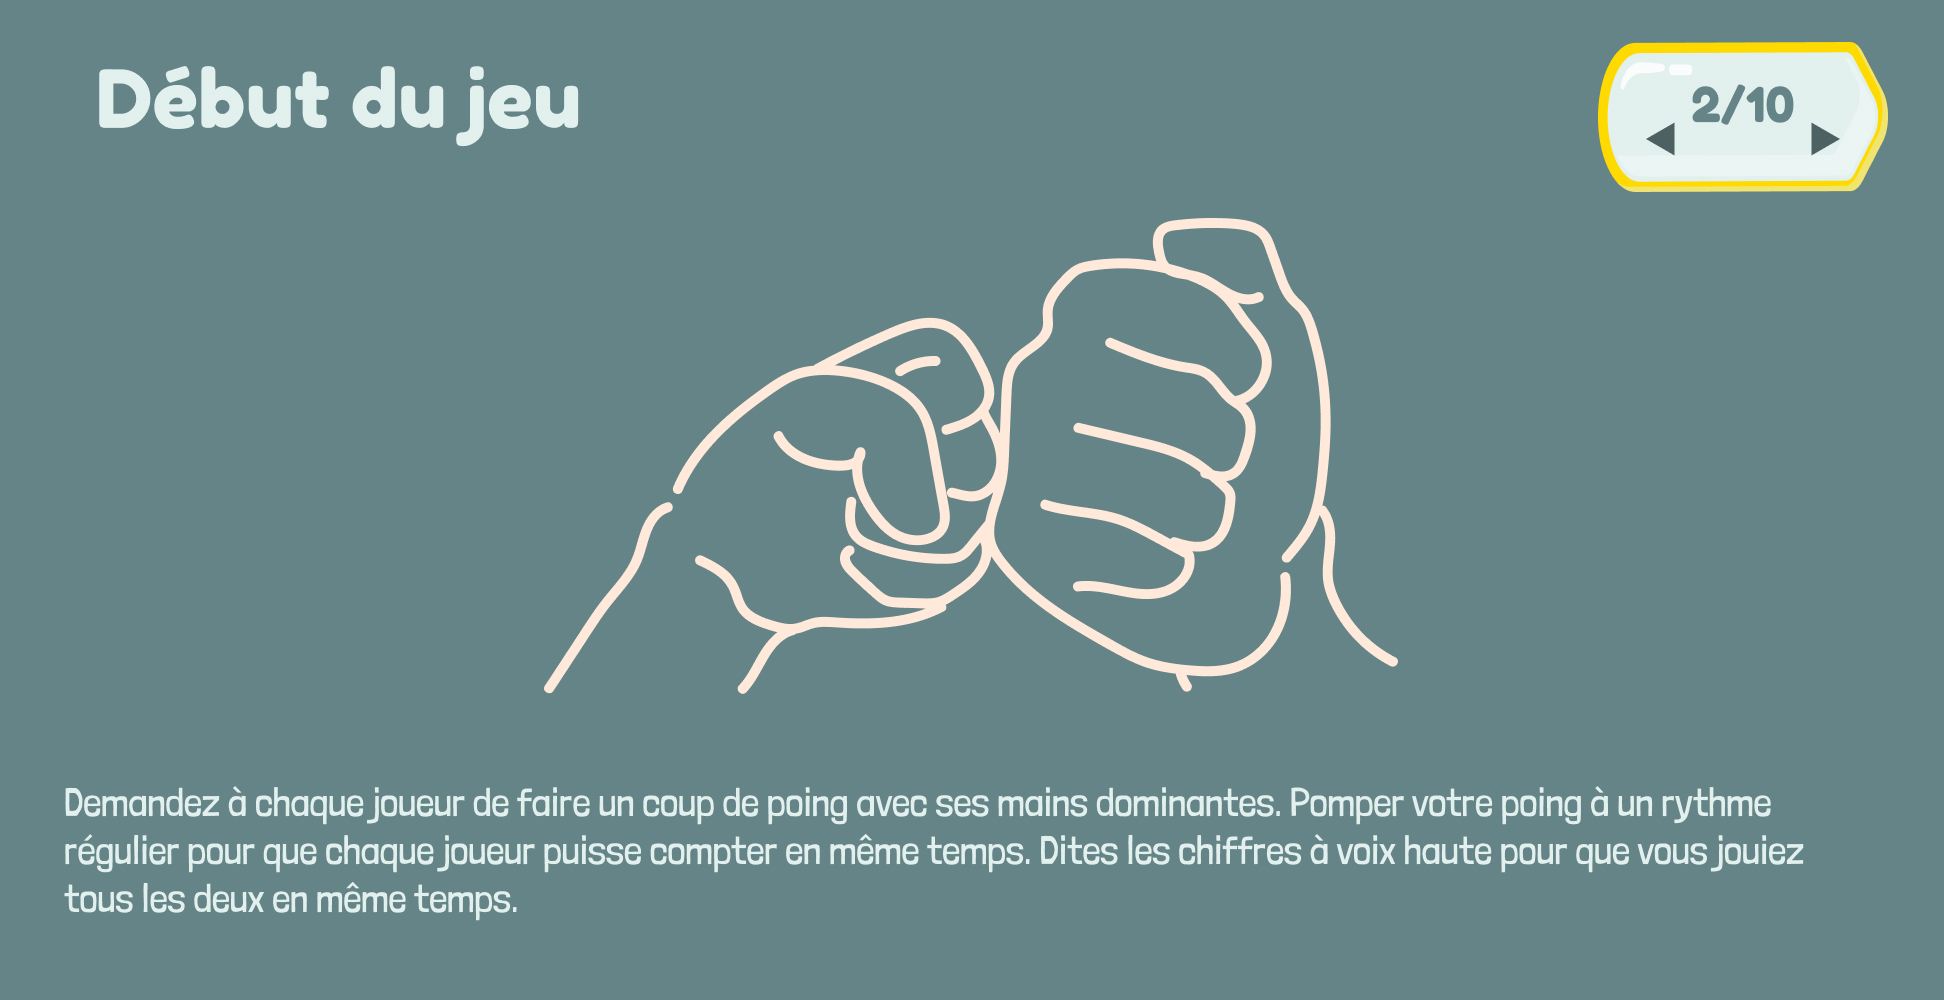 Début du jeu
2/10
Demandez à chaque joueur de faire un coup de poing avec ses mains dominantes. Pomper votre poing à un rythme
régulier pour que chaque joueur puisse compter en même temps. Dites les chiffres à voix haute pour que vous jouiez
tous les deux en même temps.